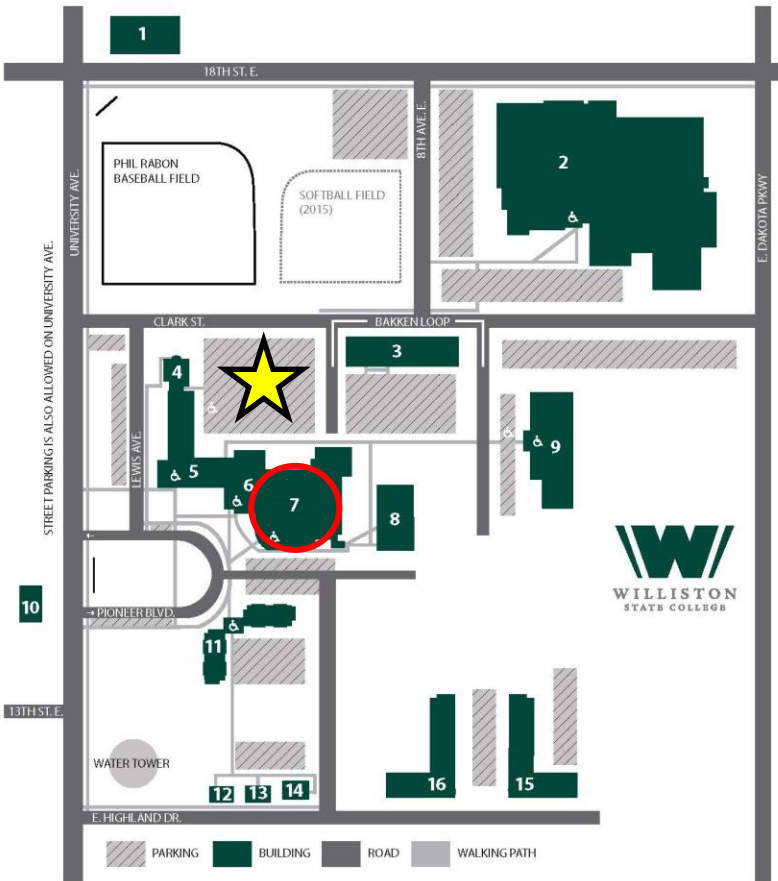 1
18TH ST. E.
UNIVERSITY AVE.
STREET PARKING IS ALSO ALLOWED ON UNIVERSITY AVE.
PHIL RABON
BASEBALL FIELD
SOFTBALL FIELD
(2015)
8TH AVE. E.
2
E. DAKOTA PKWY
CLARK ST.
BAKKEN LOOP
3
4
LEWIS AVE.
5
6
7
8
9
WILLISTON
STATE COLLEGE
10
PIONEER BLVD.
11
13TH ST. E.
WATER TOWER
12
13
14
16
15
E. HIGHLAND DR.
PARKING
BUILDING
ROAD
WALKING PATH